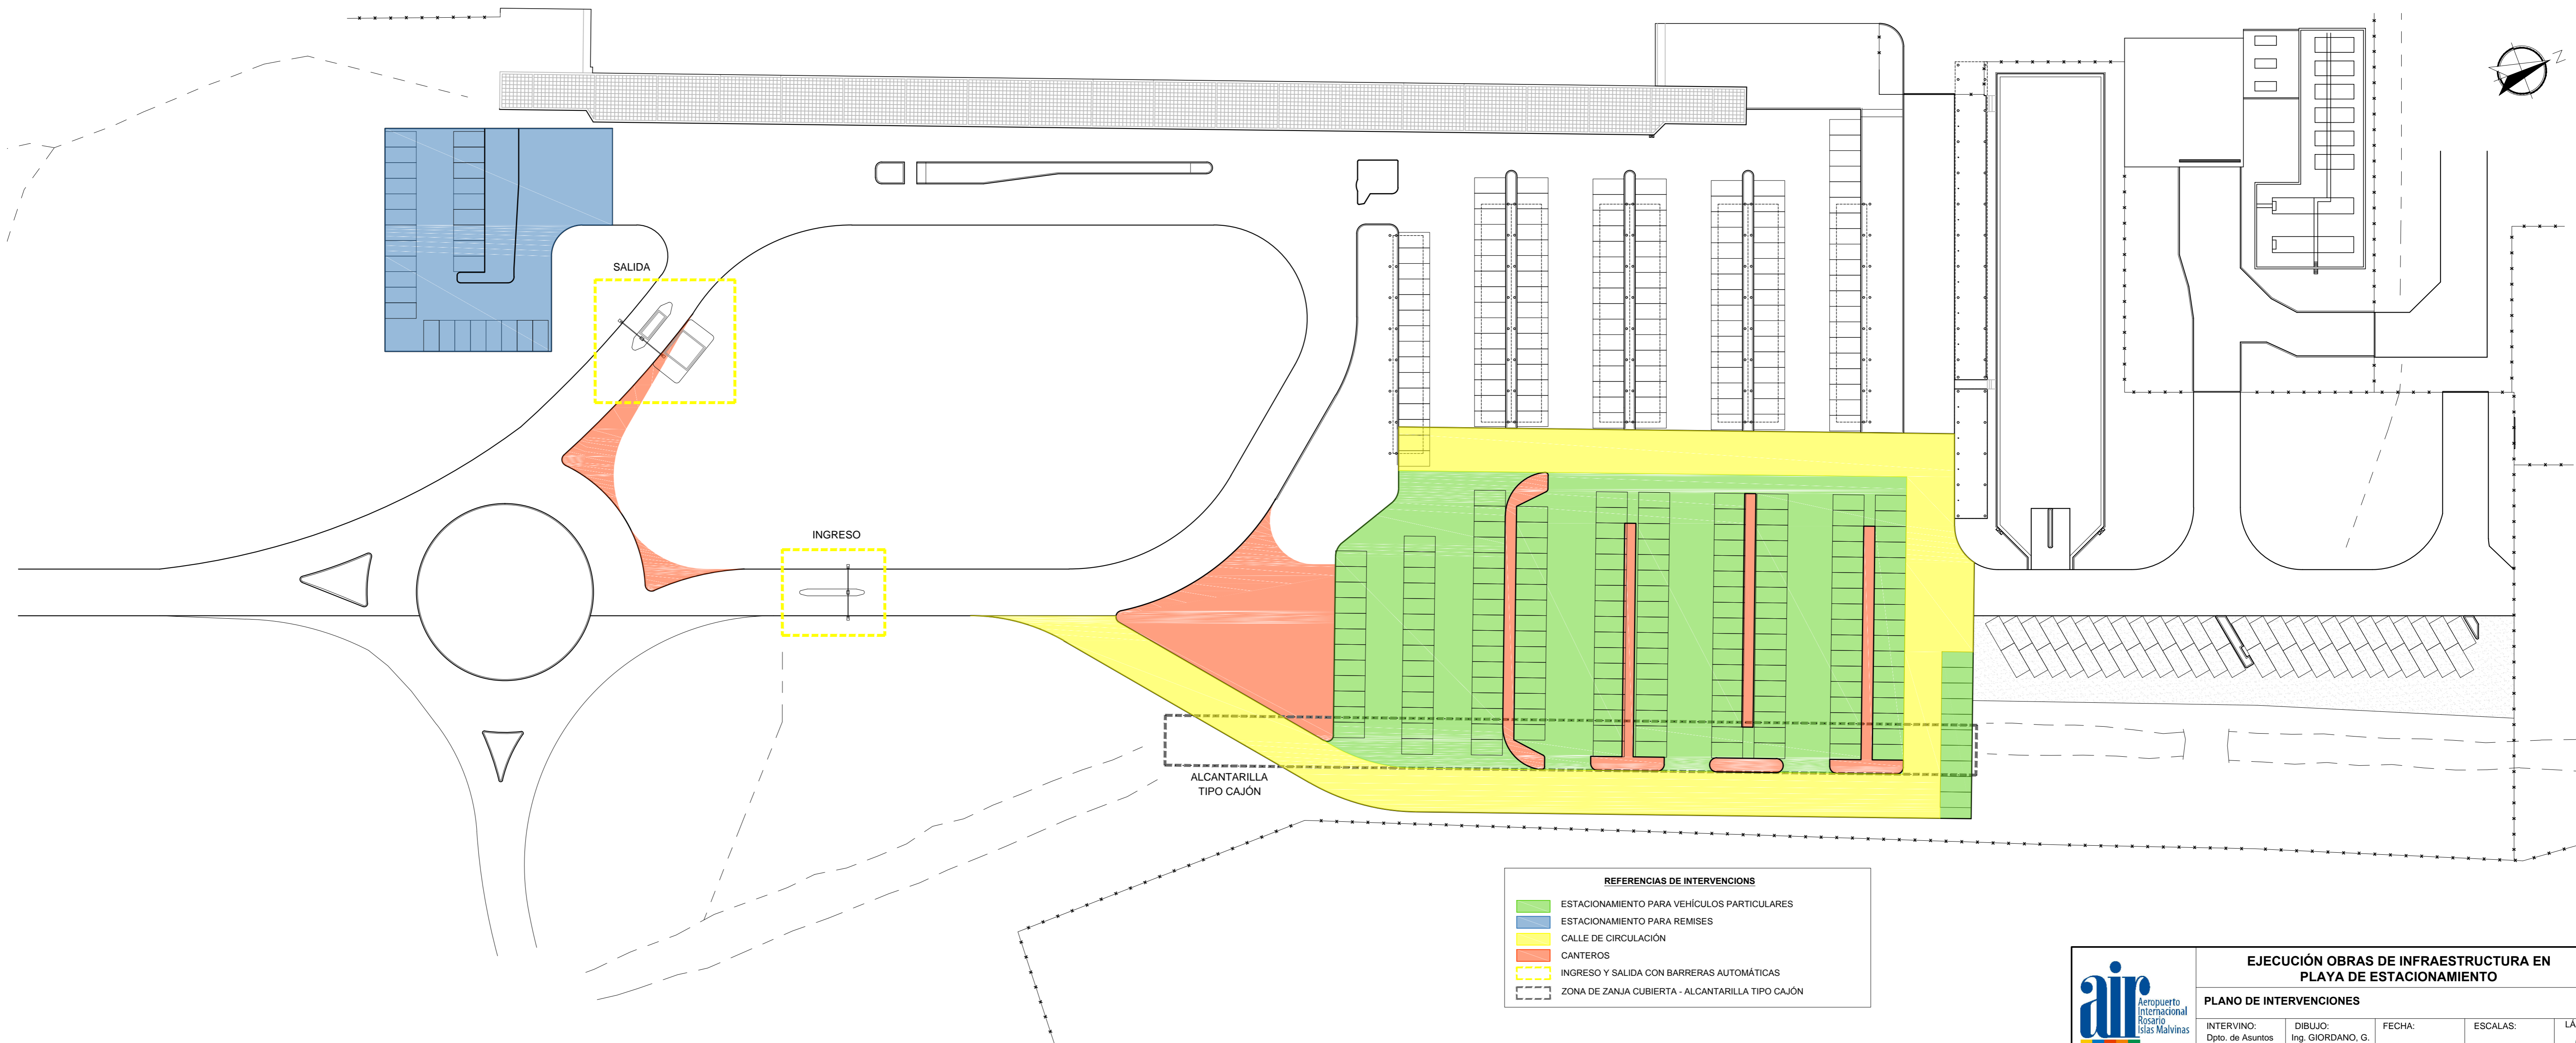 N
SALIDA
INGRESO
ALCANTARILLA
TIPO CAJÓN
REFERENCIAS DE INTERVENCIONS
ESTACIONAMIENTO PARA VEHÍCULOS PARTICULARES
ESTACIONAMIENTO PARA REMISES
CALLE DE CIRCULACIÓN
CANTEROS
INGRESO Y SALIDA CON BARRERAS AUTOMÁTICAS
ZONA DE ZANJA CUBIERTA - ALCANTARILLA TIPO CAJÓN
air
Aeropuerto
Internacional
Rosario
Islas Malvinas
EJECUCIÓN OBRAS DE INFRAESTRUCTURA EN
PLAYA DE ESTACIONAMIENTO
PLANO DE INTERVENCIONES
INTERVINO:
Dpto. de Asuntos
DIBUJO:
Ing. GIORDANO, G.
FECHA:
ESCALAS: